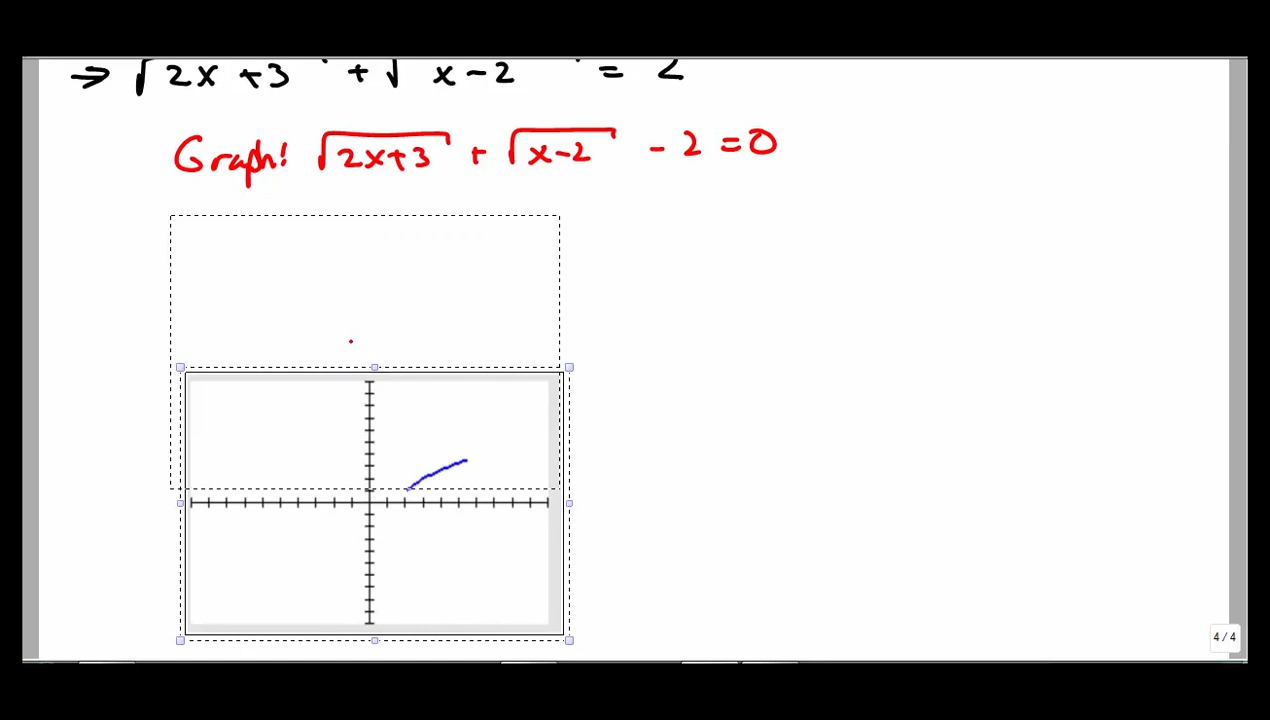 ⇒ √2x+3 + √x-2 = 2
Graph! √2x+3 + √x-2 - 2 = 0
4 / 4